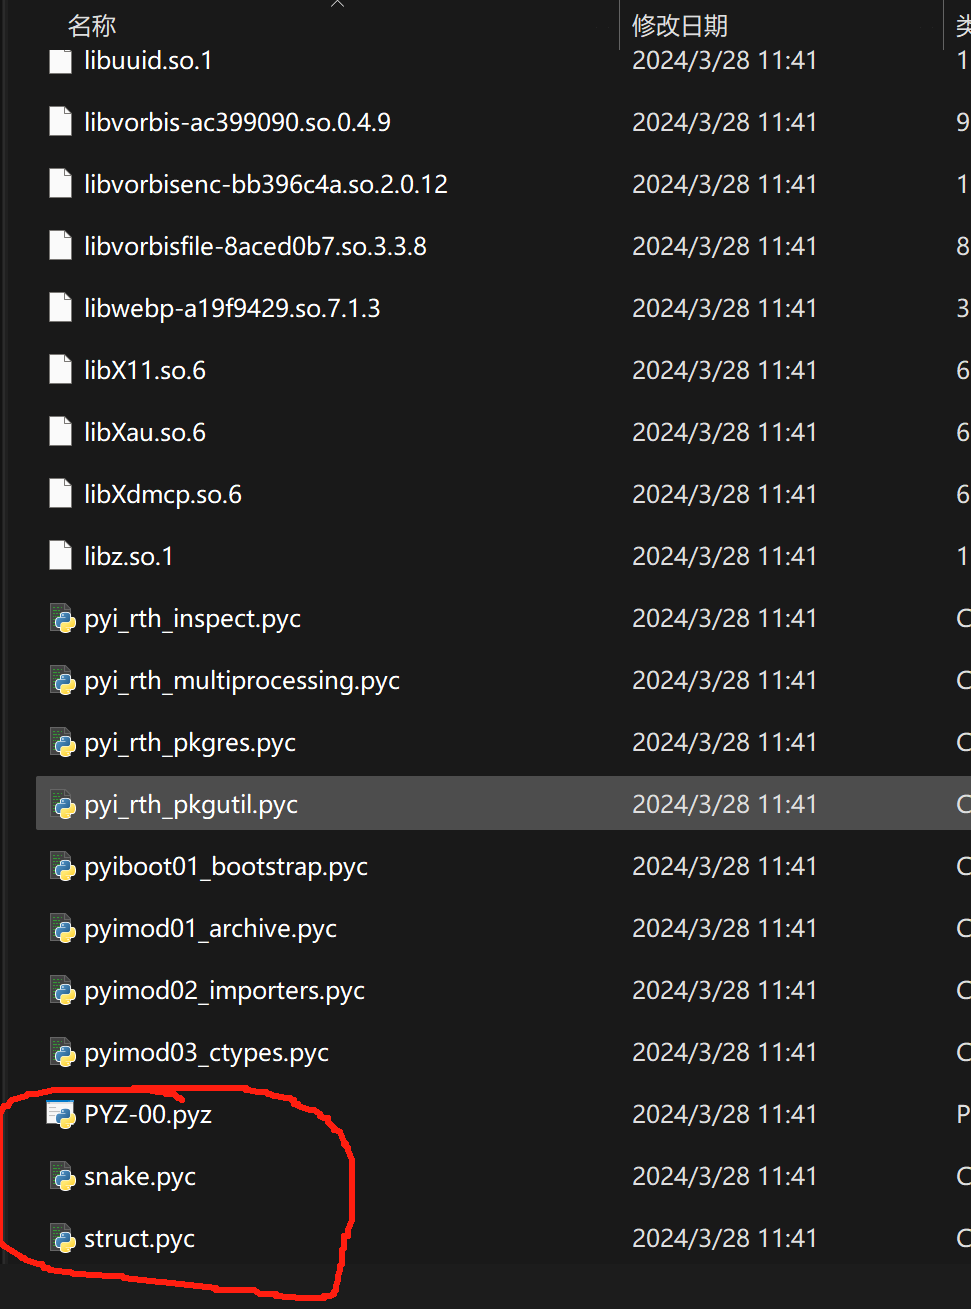 名称 修改日期 类
libuuid.so.1 2024/3/28 11:41 1
libvorbis-ac399090.so.0.4.9 2024/3/28 11:41 9
libvorbisenc-bb396c4a.so.2.0.12 2024/3/28 11:41 1
libvorbisfile-8aced0b7.so.3.3.8 2024/3/28 11:41 8
libwebp-a19f9429.so.7.1.3 2024/3/28 11:41 3
libX11.so.6 2024/3/28 11:41 6
libXau.so.6 2024/3/28 11:41 6
libXdmcp.so.6 2024/3/28 11:41 6
libz.so.1 2024/3/28 11:41 1
pyi_rth_inspect.pyc 2024/3/28 11:41 C
pyi_rth_multiprocessing.pyc 2024/3/28 11:41 C
pyi_rth_pkgres.pyc 2024/3/28 11:41 C
pyi_rth_pkgutil.pyc 2024/3/28 11:41 C
pyiboot01_bootstrap.pyc 2024/3/28 11:41 C
pyimod01_archive.pyc 2024/3/28 11:41 C
pyimod02_importers.pyc 2024/3/28 11:41 C
pyimod03_ctypes.pyc 2024/3/28 11:41 C
PYZ-00.pyz 2024/3/28 11:41 P
snake.pyc 2024/3/28 11:41 C
struct.pyc 2024/3/28 11:41 C